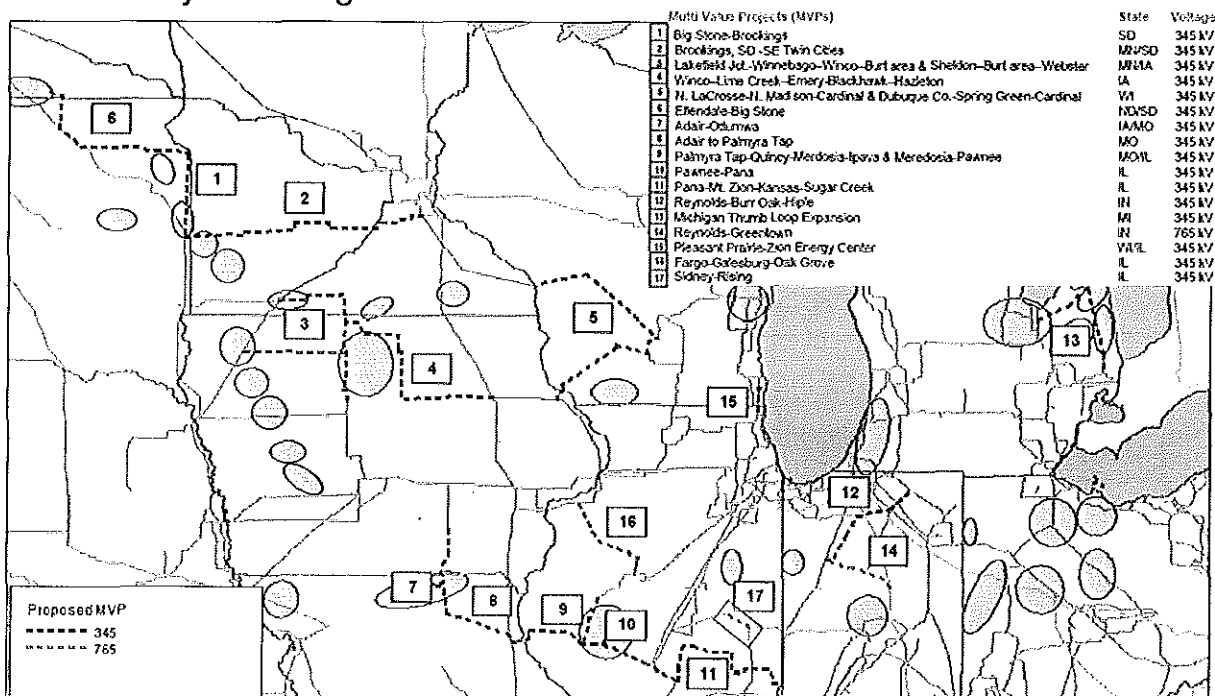 Multi Value Projects (MVPs) State Voltage
1 Big Stone-Brookings SD 345 kV
2 Brookings, SD -SE Twin Cities MN/SD 345 kV
3 Lakefield Jct.-Winnebago-Winco-Burt area & Sheldon-Burt area-Webster MN/IA 345 kV
4 Winco-Lime Creek-Emery-Blackhawk-Hazleton IA 345 kV
5 N. LaCrosse-N. Madison-Cardinal & Dubuque Co.-Spring Green-Cardinal WI 345 kV
6 Ellendale-Big Stone ND/SD 345 kV
7 Adair-Ottumwa IA/MO 345 kV
8 Adair to Palmyra Tap MO 345 kV
9 Palmyra Tap-Quincy-Merdosia-Ipava & Meredosia-Pawnee MO/IL 345 kV
10 Pawnee-Pana IL 345 kV
11 Pana-Mt. Zion-Kansas-Sugar Creek IL 345 kV
12 Reynolds-Burr Oak-Hiple IN 345 kV
13 Michigan Thumb Loop Expansion MI 345 kV
14 Reynolds-Greentown IN 765 kV
15 Pleasant Prairie-Zion Energy Center WI/IL 345 kV
16 Fargo-Galesburg-Oak Grove IL 345 kV
17 Sidney-Rising IL 345 kV
6
1
2
3
4
5
13
15
12
16
14
7
8
9
10
17
11
Proposed MVP
345
765